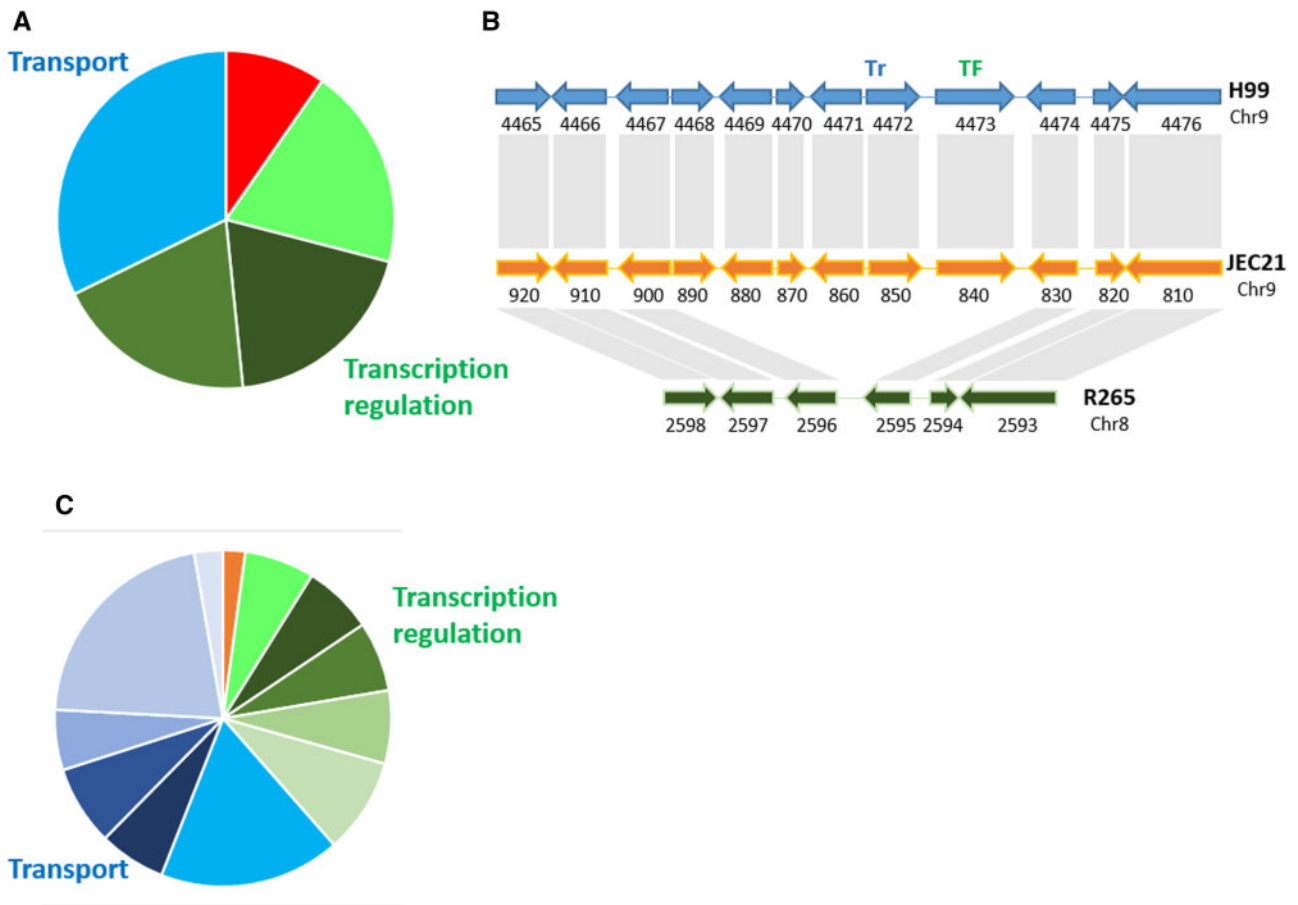 A
Transport
Transcription
regulation
B
Tr TF
H99
Chr9
4465 4466 4467 4468 4469 4470 4471 4472 4473 4474 4475 4476
JEC21
Chr9
920 910 900 890 880 870 860 850 840 830 820 810
R265
Chr8
2598 2597 2596 2595 2594 2593
C
Transcription
regulation
Transport